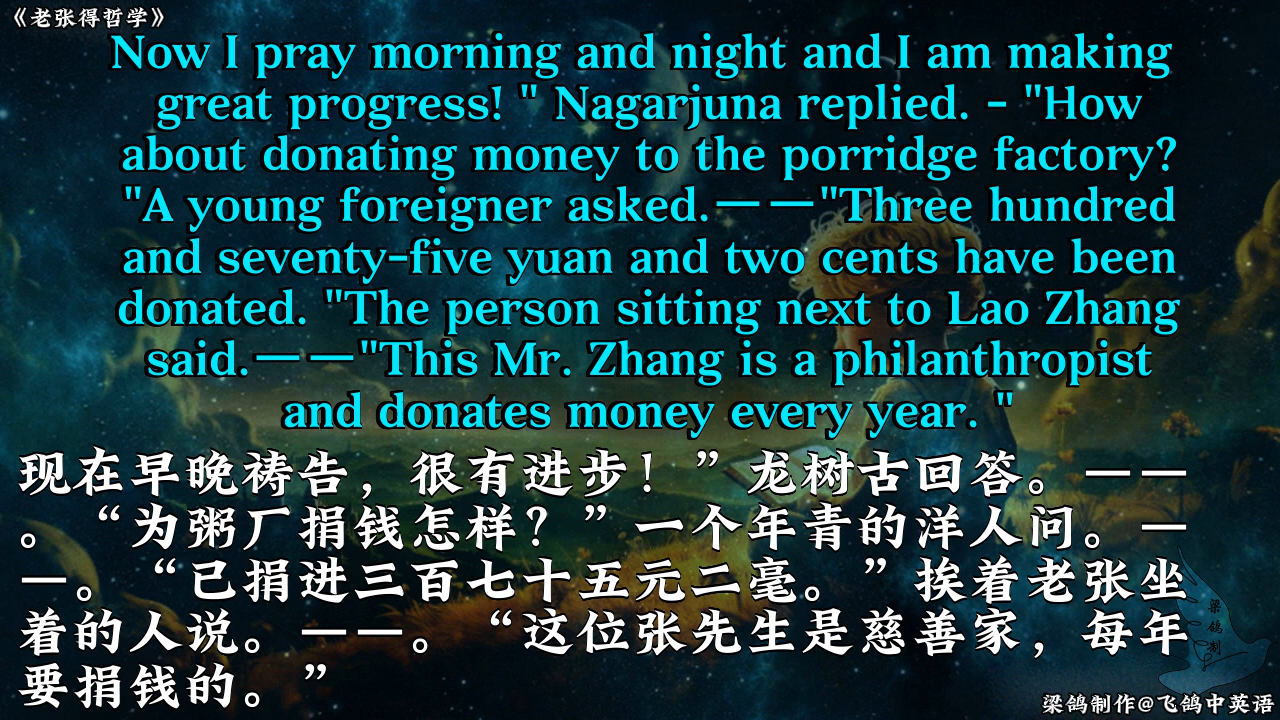 《老张得哲学》
Now I pray morning and night and I am making
great progress! " Nagarjuna replied. - "How
about donating money to the porridge factory?
"A young foreigner asked.——"Three hundred
and seventy-five yuan and two cents have been
donated. "The person sitting next to Lao Zhang
said.——"This Mr. Zhang is a philanthropist
and donates money every year. "
现在早晚祷告，很有进步！”龙树古回答。——
。“为粥厂捐钱怎样？”一个年青的洋人问。—
—。“已捐进三百七十五元二毫。”挨着老张坐
着的人说。——。“这位张先生是慈善家，每年
要捐钱的。”
梁鸽制
梁鸽制作@飞鸽中英语